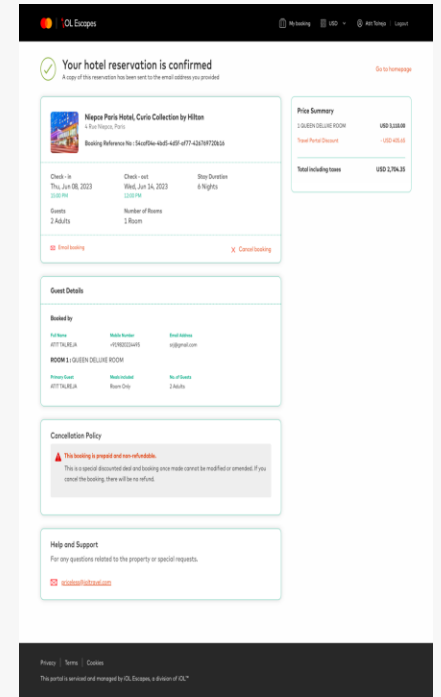 iOL Escapes
My booking
USD
Atit Talreja
Logout
Your hotel reservation is confirmed
A copy of this reservation has been sent to the email address you provided
Go to homepage
Niepce Paris Hotel, Curio Collection by Hilton
4 Rue Niepce, Paris
Booking Reference No :
Check - in
Check - out
Stay Duration
Thu, Jun 08, 2023
Wed, Jun 14, 2023
6 Nights
15:00 PM
12:00 PM
Guests
Number of Rooms
2 Adults
1 Room
Email booking
Cancel booking
Price Summary
1 QUEEN DELUXE ROOM
Travel Portal Discount
Total including taxes
USD 2,704.35
Guest Details
Booked by
Full Name
Mobile Number
Email Address
ATIT TALREJA
ROOM 1 : QUEEN DELUXE ROOM
Primary Guest
Meals included
No. of Guests
ATIT TALREJA
Room Only
2 Adults
Cancellation Policy
This booking is prepaid and non-refundable.
This is a special discounted deal and booking once made cannot be modified or amended. If you
cancel the booking, there will be no refund.
Help and Support
For any questions related to the property or special requests,
Privacy | Terms | Cookies
This portal is serviced and managed by iOL Escapes, a division of iOL™